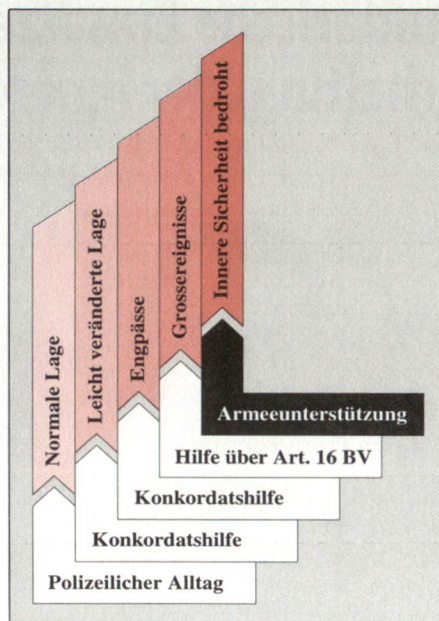 Normale Lage
Leicht veränderte Lage
Engpässe
Grossereignisse
Innere Sicherheit bedroht
Armeeunterstützung
Hilfe über Art. 16 BV
Konkordatshilfe
Konkordatshilfe
Polizeilicher Alltag